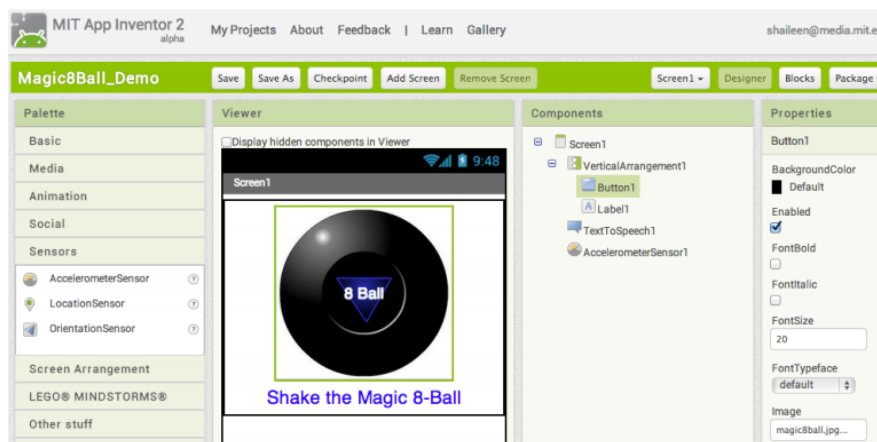 MIT App Inventor 2
alpha
My Projects About Feedback | Learn Gallery
shaileen@media.mit.e
Magic8Ball_Demo
Save Save As Checkpoint Add Screen Remove Screen Screen1 Designer Blocks Package
Palette
Basic
Media
Animation
Social
Sensors
AccelerometerSensor ?
LocationSensor ?
OrientationSensor ?
Screen Arrangement
LEGO® MINDSTORMS®
Other stuff
Viewer
Display hidden components in Viewer
9:48
Screen1
8 Ball
Shake the Magic 8-Ball
Components
Screen1
VerticalArrangement1
Button1
A Label1
TextToSpeech1
AccelerometerSensor1
Properties
Button1
BackgroundColor
Default
Enabled
FontBold
FontItalic
FontSize
20
FontTypeface
default
Image
magic8ball.jpg...